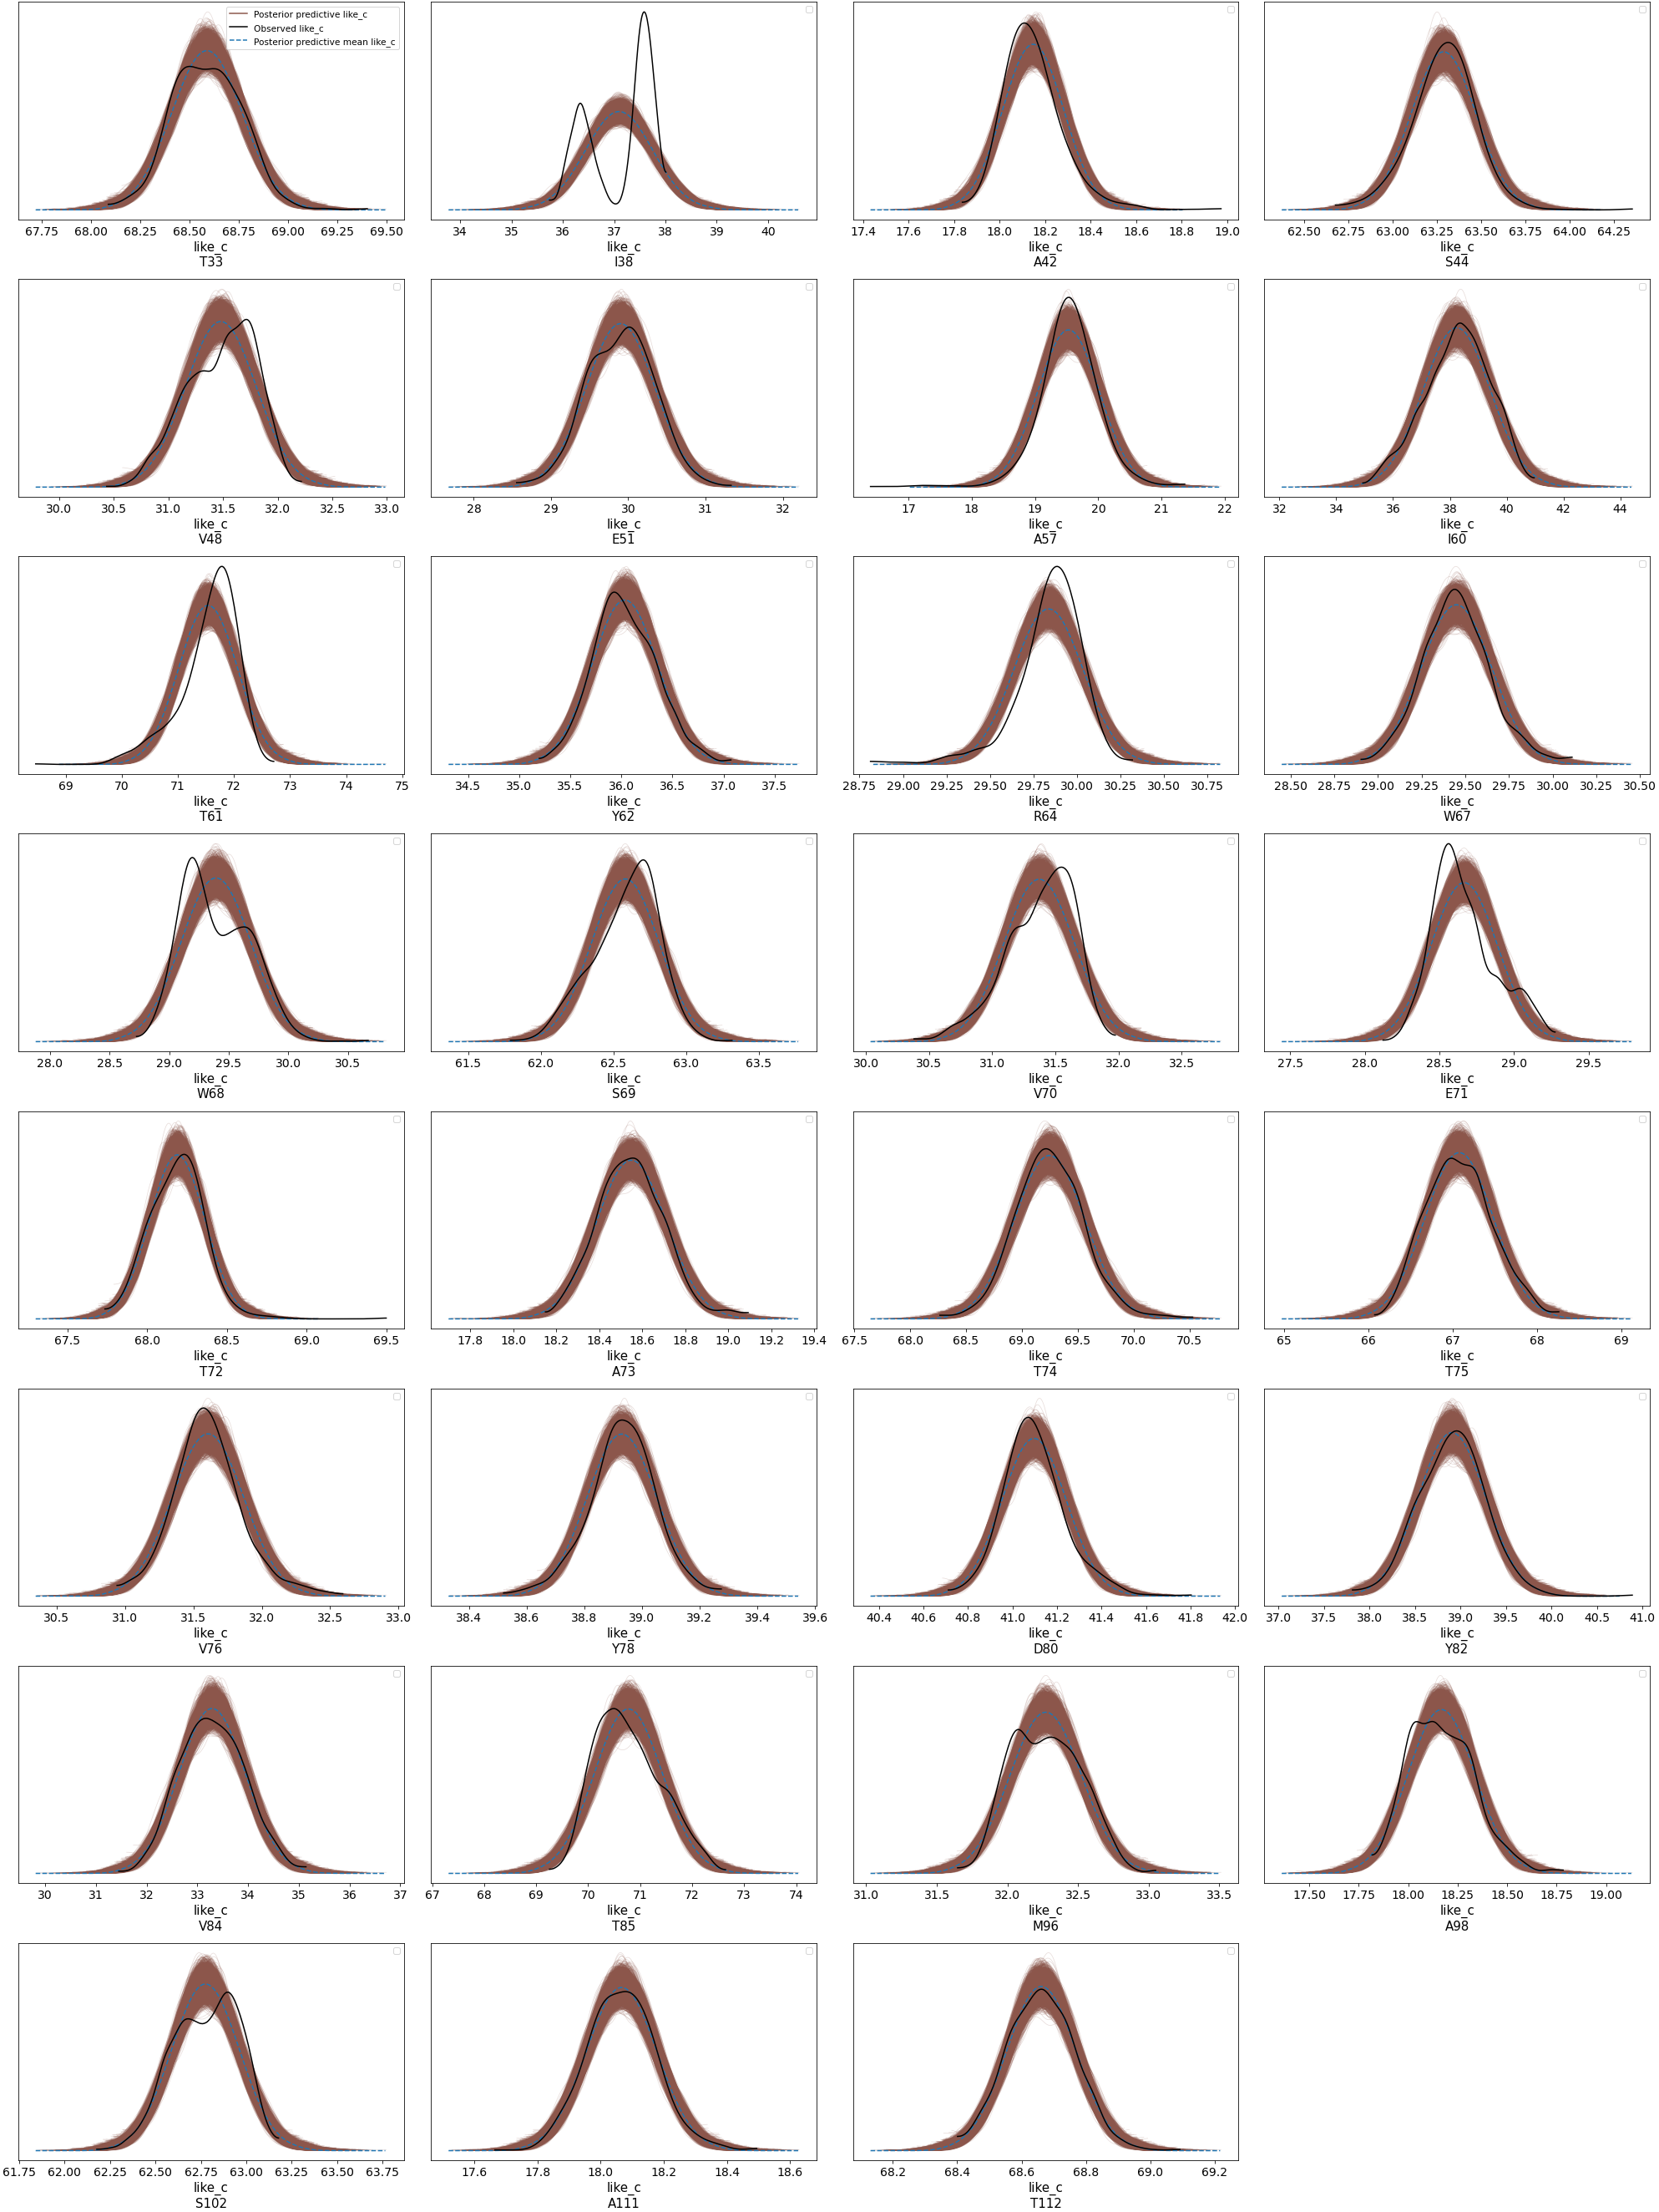 Posterior predictive like_c
Observed like_c
Posterior predictive mean like_c
67.75 68.00 68.25 68.50 68.75 69.00 69.25 69.50
like_c
T33
34 35 36 37 38 39 40
like_c
I38
17.4 17.6 17.8 18.0 18.2 18.4 18.6 18.8 19.0
like_c
A42
62.50 62.75 63.00 63.25 63.50 63.75 64.00 64.25
like_c
S44
30.0 30.5 31.0 31.5 32.0 32.5 33.0
like_c
V48
28 29 30 31 32
like_c
E51
17 18 19 20 21 22
like_c
A57
32 34 36 38 40 42 44
like_c
I60
69 70 71 72 73 74 75
like_c
T61
34.5 35.0 35.5 36.0 36.5 37.0 37.5
like_c
Y62
28.75 29.00 29.25 29.50 29.75 30.00 30.25 30.50 30.75
like_c
R64
28.50 28.75 29.00 29.25 29.50 29.75 30.00 30.25 30.50
like_c
W67
28.0 28.5 29.0 29.5 30.0 30.5
like_c
W68
61.5 62.0 62.5 63.0 63.5
like_c
S69
30.0 30.5 31.0 31.5 32.0 32.5
like_c
V70
27.5 28.0 28.5 29.0 29.5
like_c
E71
67.5 68.0 68.5 69.0 69.5
like_c
T72
17.8 18.0 18.2 18.4 18.6 18.8 19.0 19.2 19.4
like_c
A73
67.5 68.0 68.5 69.0 69.5 70.0 70.5
like_c
T74
65 66 67 68 69
like_c
T75
30.5 31.0 31.5 32.0 32.5 33.0
like_c
V76
38.4 38.6 38.8 39.0 39.2 39.4 39.6
like_c
Y78
40.4 40.6 40.8 41.0 41.2 41.4 41.6 41.8 42.0
like_c
D80
37.0 37.5 38.0 38.5 39.0 39.5 40.0 40.5 41.0
like_c
Y82
30 31 32 33 34 35 36 37
like_c
V84
67 68 69 70 71 72 73 74
like_c
T85
31.0 31.5 32.0 32.5 33.0 33.5
like_c
M96
17.50 17.75 18.00 18.25 18.50 18.75 19.00
like_c
A98
61.75 62.00 62.25 62.50 62.75 63.00 63.25 63.50 63.75
like_c
S102
17.6 17.8 18.0 18.2 18.4 18.6
like_c
A111
68.2 68.4 68.6 68.8 69.0 69.2
like_c
T112